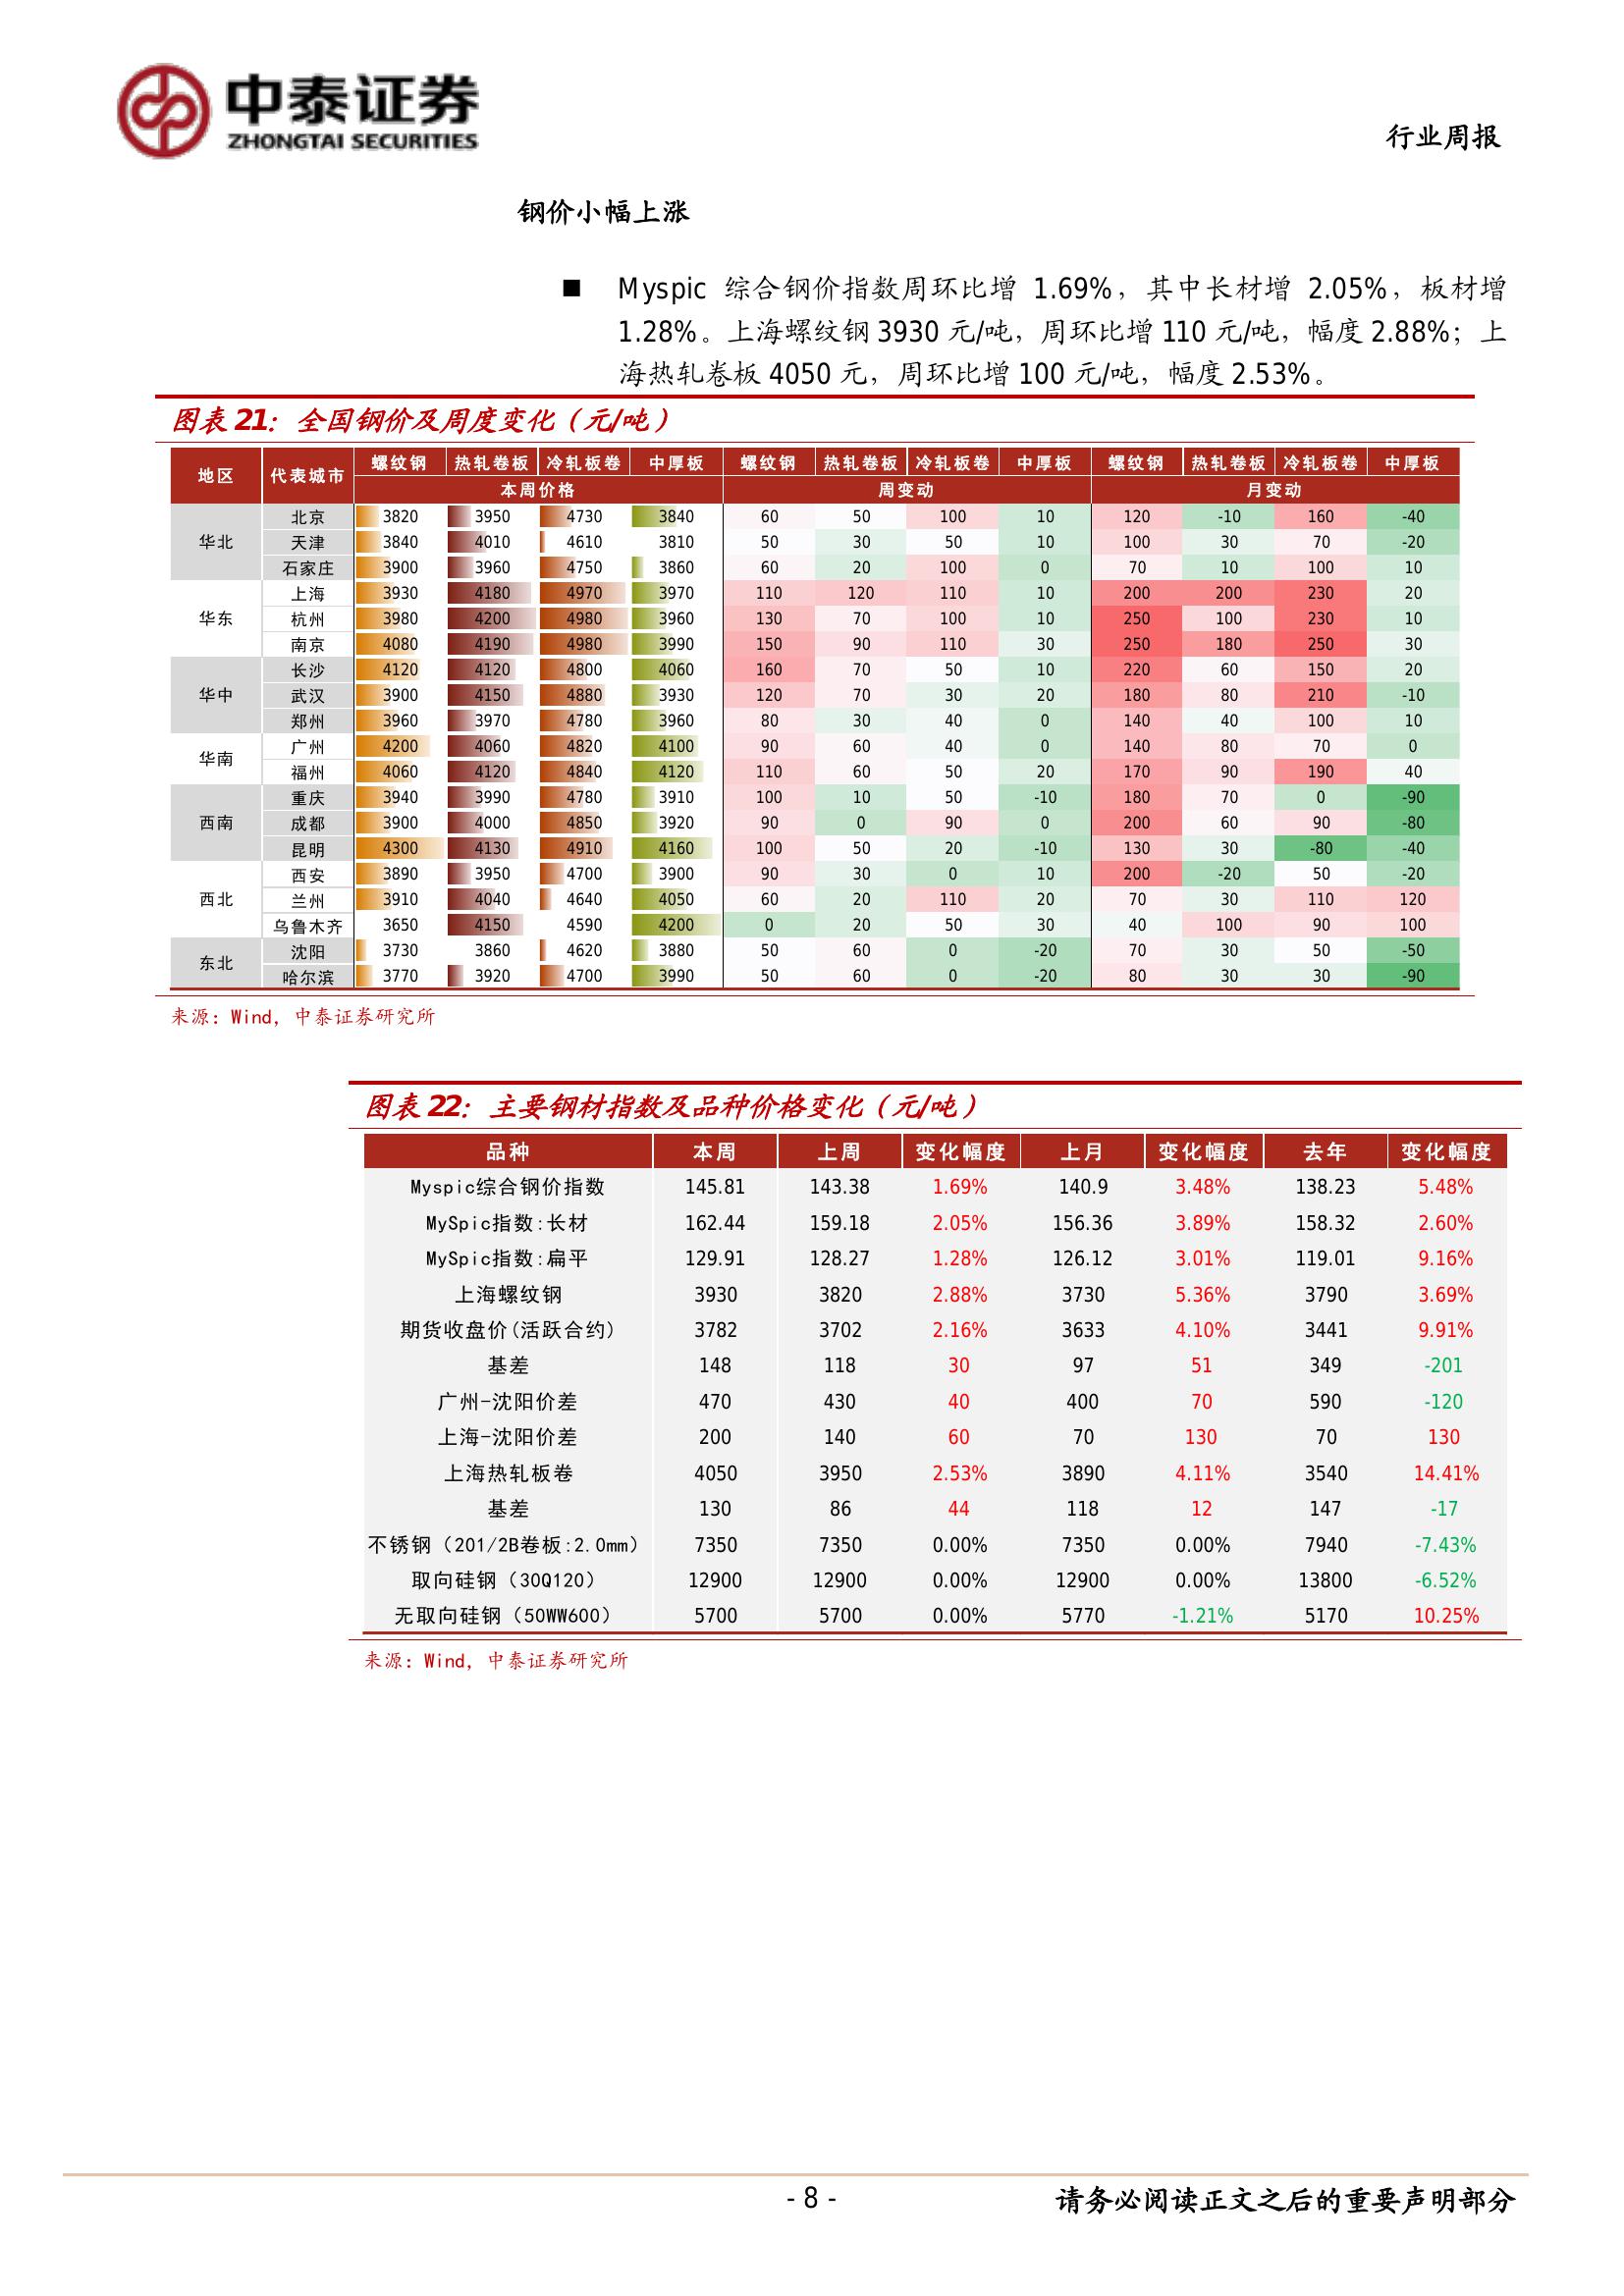 中泰证券
ZHONGTAI SECURITIES
行业周报
钢价小幅上涨
■ Myspic 综合钢价指数周环比增 1.69%，其中长材增 2.05%，板材增
1.28%。上海螺纹钢 3930 元/吨，周环比增 110 元/吨，幅度 2.88%；上
海热轧卷板 4050 元，周环比增 100 元/吨，幅度 2.53%。
图表 21：全国钢价及周度变化（元/吨）
地区 代表城市 螺纹钢 热轧卷板 冷轧板卷 中厚板 螺纹钢 热轧卷板 冷轧板卷 中厚板 螺纹钢 热轧卷板 冷轧板卷 中厚板
本周价格 周变动 月变动
华北 北京 3820 3950 4730 3840 60 50 100 10 120 -10 160 -40
天津 3840 4010 4610 3810 50 30 50 10 100 30 70 -20
石家庄 3900 3960 4750 3860 60 20 100 0 70 10 100 10
华东 上海 3930 4180 4970 3970 110 120 110 10 200 200 230 20
杭州 3980 4200 4980 3960 130 70 100 10 250 100 230 10
南京 4080 4190 4980 3990 150 90 110 30 250 180 250 30
华中 长沙 4120 4120 4800 4060 160 70 50 10 220 60 150 20
武汉 3900 4150 4880 3930 120 70 30 20 180 80 210 -10
郑州 3960 3970 4780 3960 80 30 40 0 140 40 100 10
华南 广州 4200 4060 4820 4100 90 60 40 0 140 80 70 0
福州 4060 4120 4840 4120 110 60 50 20 170 90 190 40
西南 重庆 3940 3990 4780 3910 100 10 50 -10 180 70 0 -90
成都 3900 4000 4850 3920 90 0 90 0 200 60 90 -80
昆明 4300 4130 4910 4160 100 50 20 -10 130 30 -80 -40
西北 西安 3890 3950 4700 3900 90 30 0 10 200 -20 50 -20
兰州 3910 4040 4640 4050 60 20 110 20 70 30 110 120
乌鲁木齐 3650 4150 4590 4200 0 20 50 30 40 100 90 100
东北 沈阳 3730 3860 4620 3880 50 60 0 -20 70 30 50 -50
哈尔滨 3770 3920 4700 3990 50 60 0 -20 80 30 30 -90
来源：Wind，中泰证券研究所
图表 22：主要钢材指数及品种价格变化（元/吨）
品种 本周 上周 变化幅度 上月 变化幅度 去年 变化幅度
Myspic综合钢价指数 145.81 143.38 1.69% 140.9 3.48% 138.23 5.48%
MySpic指数:长材 162.44 159.18 2.05% 156.36 3.89% 158.32 2.60%
MySpic指数:扁平 129.91 128.27 1.28% 126.12 3.01% 119.01 9.16%
上海螺纹钢 3930 3820 2.88% 3730 5.36% 3790 3.69%
期货收盘价(活跃合约) 3782 3702 2.16% 3633 4.10% 3441 9.91%
基差 148 118 30 97 51 349 -201
广州-沈阳价差 470 430 40 400 70 590 -120
上海-沈阳价差 200 140 60 70 130 70 130
上海热轧板卷 4050 3950 2.53% 3890 4.11% 3540 14.41%
基差 130 86 44 118 12 147 -17
不锈钢（201/2B卷板:2.0mm） 7350 7350 0.00% 7350 0.00% 7940 -7.43%
取向硅钢（30Q120） 12900 12900 0.00% 12900 0.00% 13800 -6.52%
无取向硅钢（50WW600） 5700 5700 0.00% 5770 -1.21% 5170 10.25%
来源：Wind，中泰证券研究所
- 8 -
请务必阅读正文之后的重要声明部分